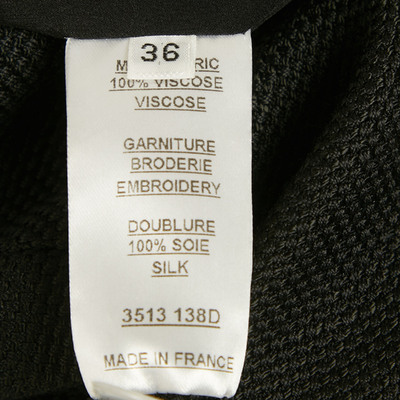 36
100% VISCOSE
VISCOSE
GARNITURE
BRODERIE
EMBROIDERY
DOUBLURE
100% SOIE
SILK
3513 138D
MADE IN FRANCE